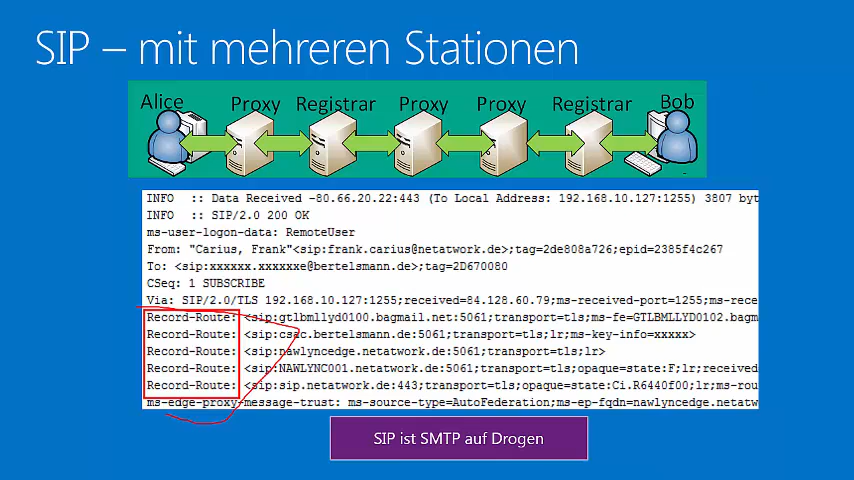 SIP – mit mehreren Stationen
Alice Proxy Registrar Proxy Proxy Registrar Bob
INFO :: Data Received -80.66.20.22:443 (To Local Address: 192.168.10.127:1255) 3807 byt
INFO :: SIP/2.0 200 OK
ms-user-logon-data: RemoteUser
From: "Carius, Frank"<sip:frank.carius@netatwork.de>;tag=2de808a726;epid=2385f4c267
To: <sip:xxxxxx.xxxxxxe@bertelsmann.de>;tag=2D670080
CSeq: 1 SUBSCRIBE
Via: SIP/2.0/TLS 192.168.10.127:1255;received=84.128.60.79;ms-received-port=1255;ms-rece
Record-Route: <sip:gtlbmllyd0100.bagmail.net:5061;transport=tls;ms-fe=GTLBMLLYD0102.bagm
Record-Route: <sip:csac.bertelsmann.de:5061;transport=tls;lr;ms-key-info=xxxxx>
Record-Route: <sip:nawlyncedge.netatwork.de:5061;transport=tls;lr>
Record-Route: <sip:NAWLYNC001.netatwork.de:5061;transport=tls;opaque=state:F;lr;received
Record-Route: <sip:sip.netatwork.de:443;transport=tls;opaque=state:Ci.R6440f00;lr;ms-rou
ms-edge-proxy-message-trust: ms-source-type=AutoFederation;ms-ep-fqdn=nawlyncedge.netatw
SIP ist SMTP auf Drogen